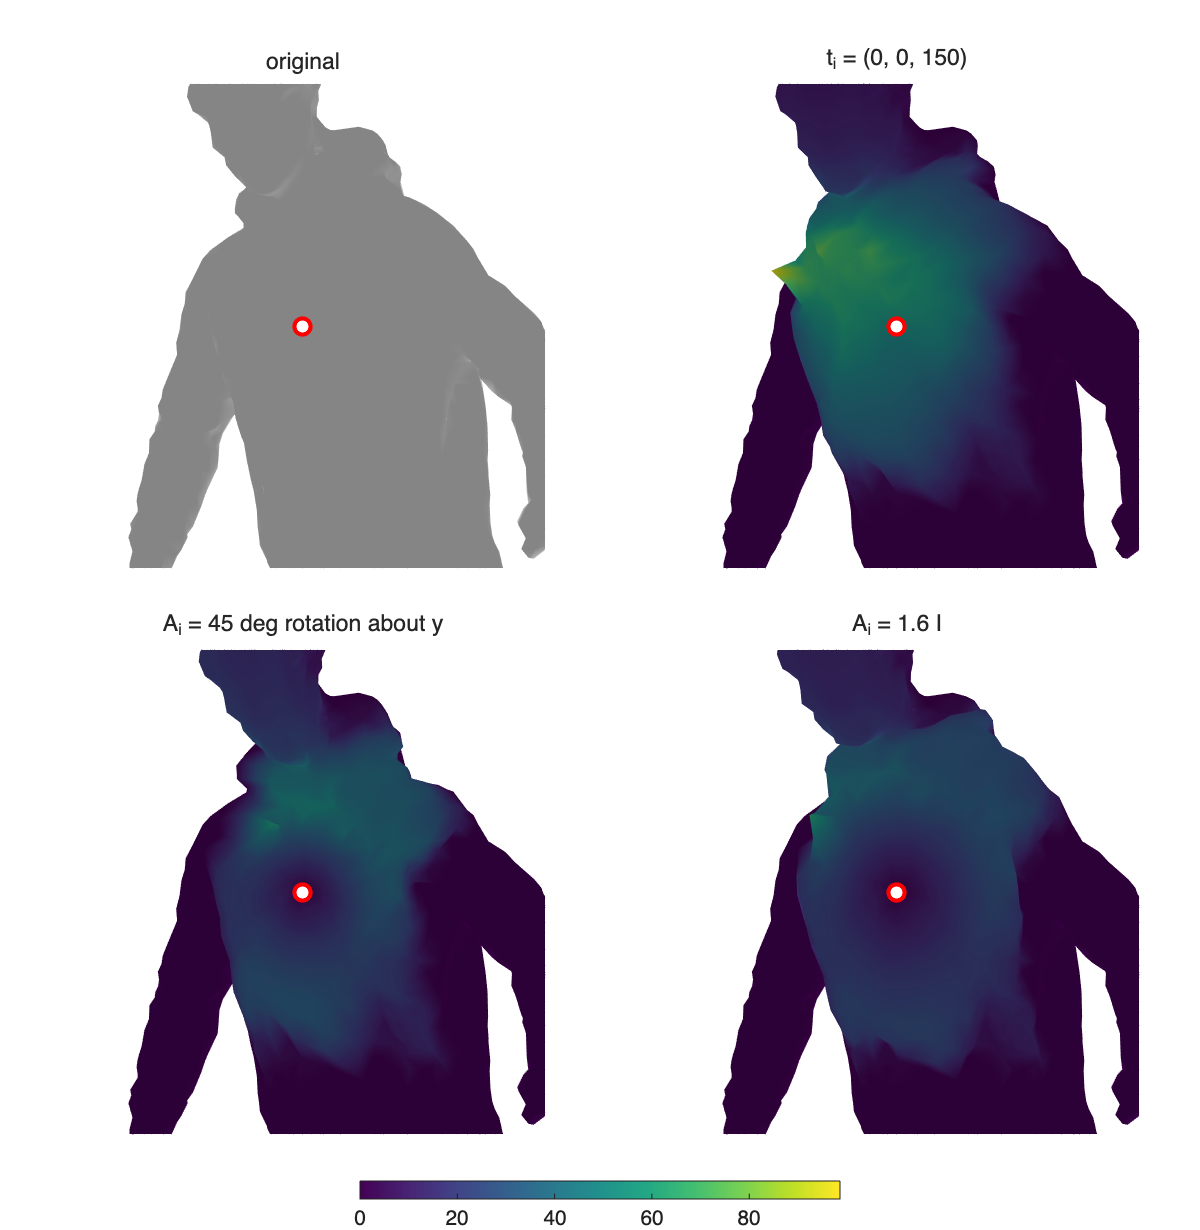 original
tᵢ = (0, 0, 150)
Aᵢ = 45 deg rotation about y
Aᵢ = 1.6 I
0 20 40 60 80